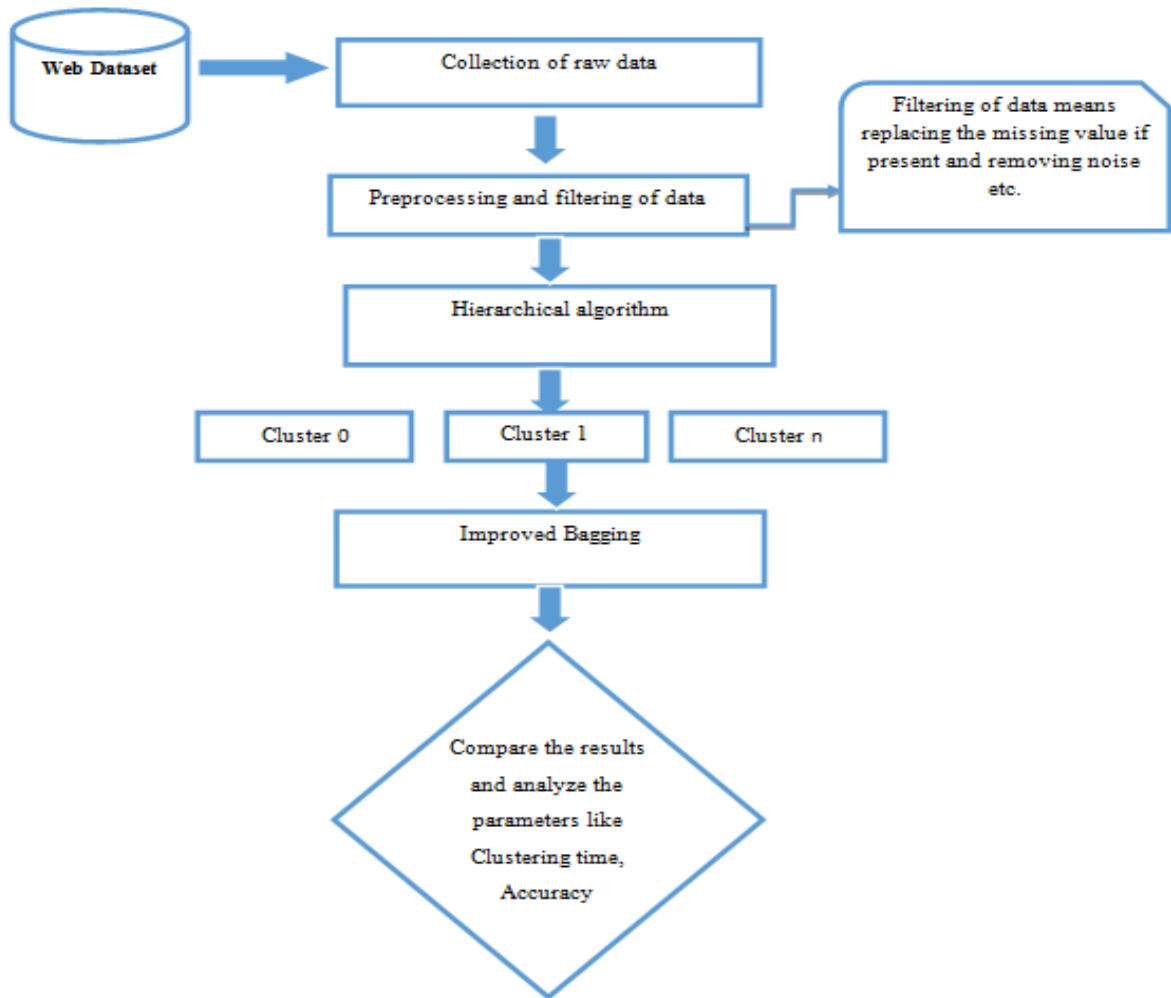 Web Dataset
Collection of raw data
Filtering of data means
replacing the missing value if
present and removing noise
etc.
Preprocessing and filtering of data
Hierarchical algorithm
Cluster 0
Cluster 1
Cluster n
Improved Bagging
Compare the results
and analyze the
parameters like
Clustering time,
Accuracy